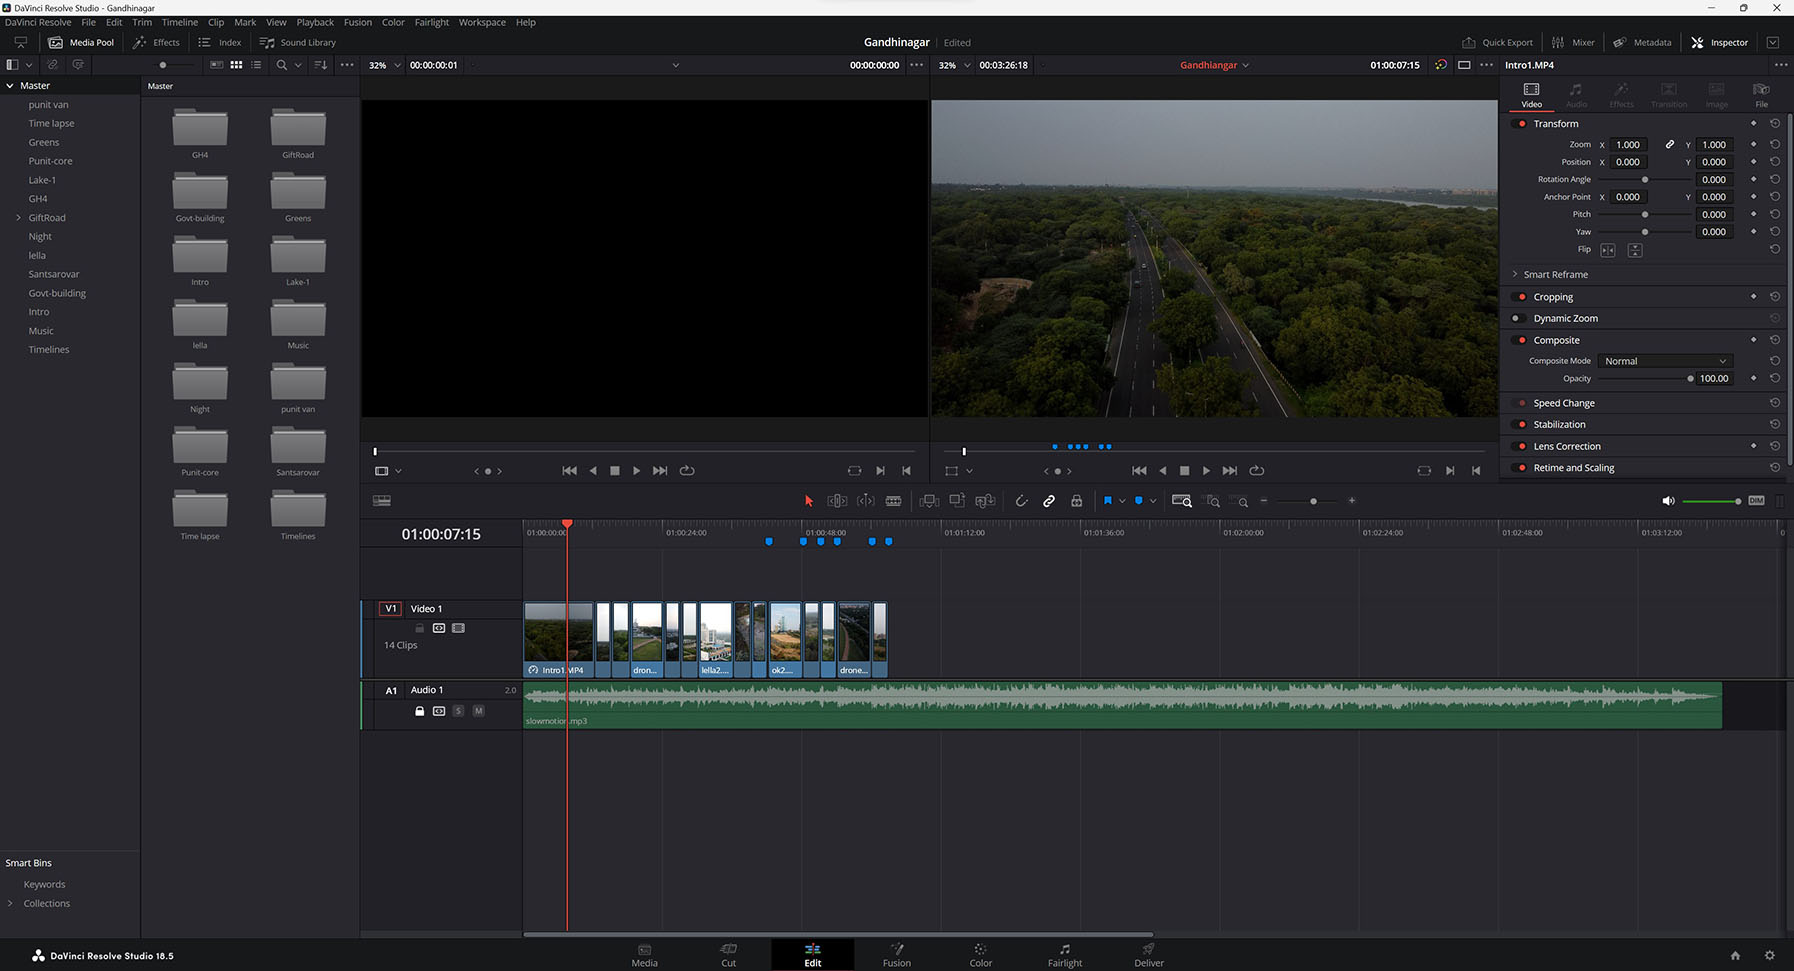 DaVinci Resolve Studio - Gandhinagar
DaVinci Resolve File Edit Trim Timeline Clip Mark View Playback Fusion Color Fairlight Workspace Help
Media Pool Effects Index Sound Library Gandhinagar Edited Quick Export Mixer Metadata Inspector
32% 00:00:00:01 00:00:00:00 32% 00:03:26:18 Gandhiangar 01:00:07:15 Intro1.MP4
Master
punit van
Time lapse
Greens
Punit-core
Lake-1
GH4
GiftRoad
Night
lella
Santsarovar
Govt-building
Intro
Music
Timelines
Smart Bins
Keywords
Collections
Master
GH4 GiftRoad
Govt-building Greens
Intro Lake-1
lella Music
Night punit van
Punit-core Santsarovar
Time lapse Timelines
Video Audio Effects Transition Image File
Transform
Zoom X 1.000 Y 1.000
Position X 0.000 Y 0.000
Rotation Angle 0.000
Anchor Point X 0.000 Y 0.000
Pitch 0.000
Yaw 0.000
Flip
Smart Reframe
Cropping
Dynamic Zoom
Composite
Composite Mode Normal
Opacity 100.00
Speed Change
Stabilization
Lens Correction
Retime and Scaling
DIM
01:00:07:15
01:00:00:00 01:00:24:00 01:00:48:00 01:01:12:00 01:01:36:00 01:02:00:00 01:02:24:00 01:02:48:00 01:03:12:00
V1 Video 1
14 Clips
Intro1.MP4 dron... lella2.... ok2.... drone...
A1 Audio 1 2.0
S M
slowmotion.mp3
DaVinci Resolve Studio 18.5
Media Cut Edit Fusion Color Fairlight Deliver